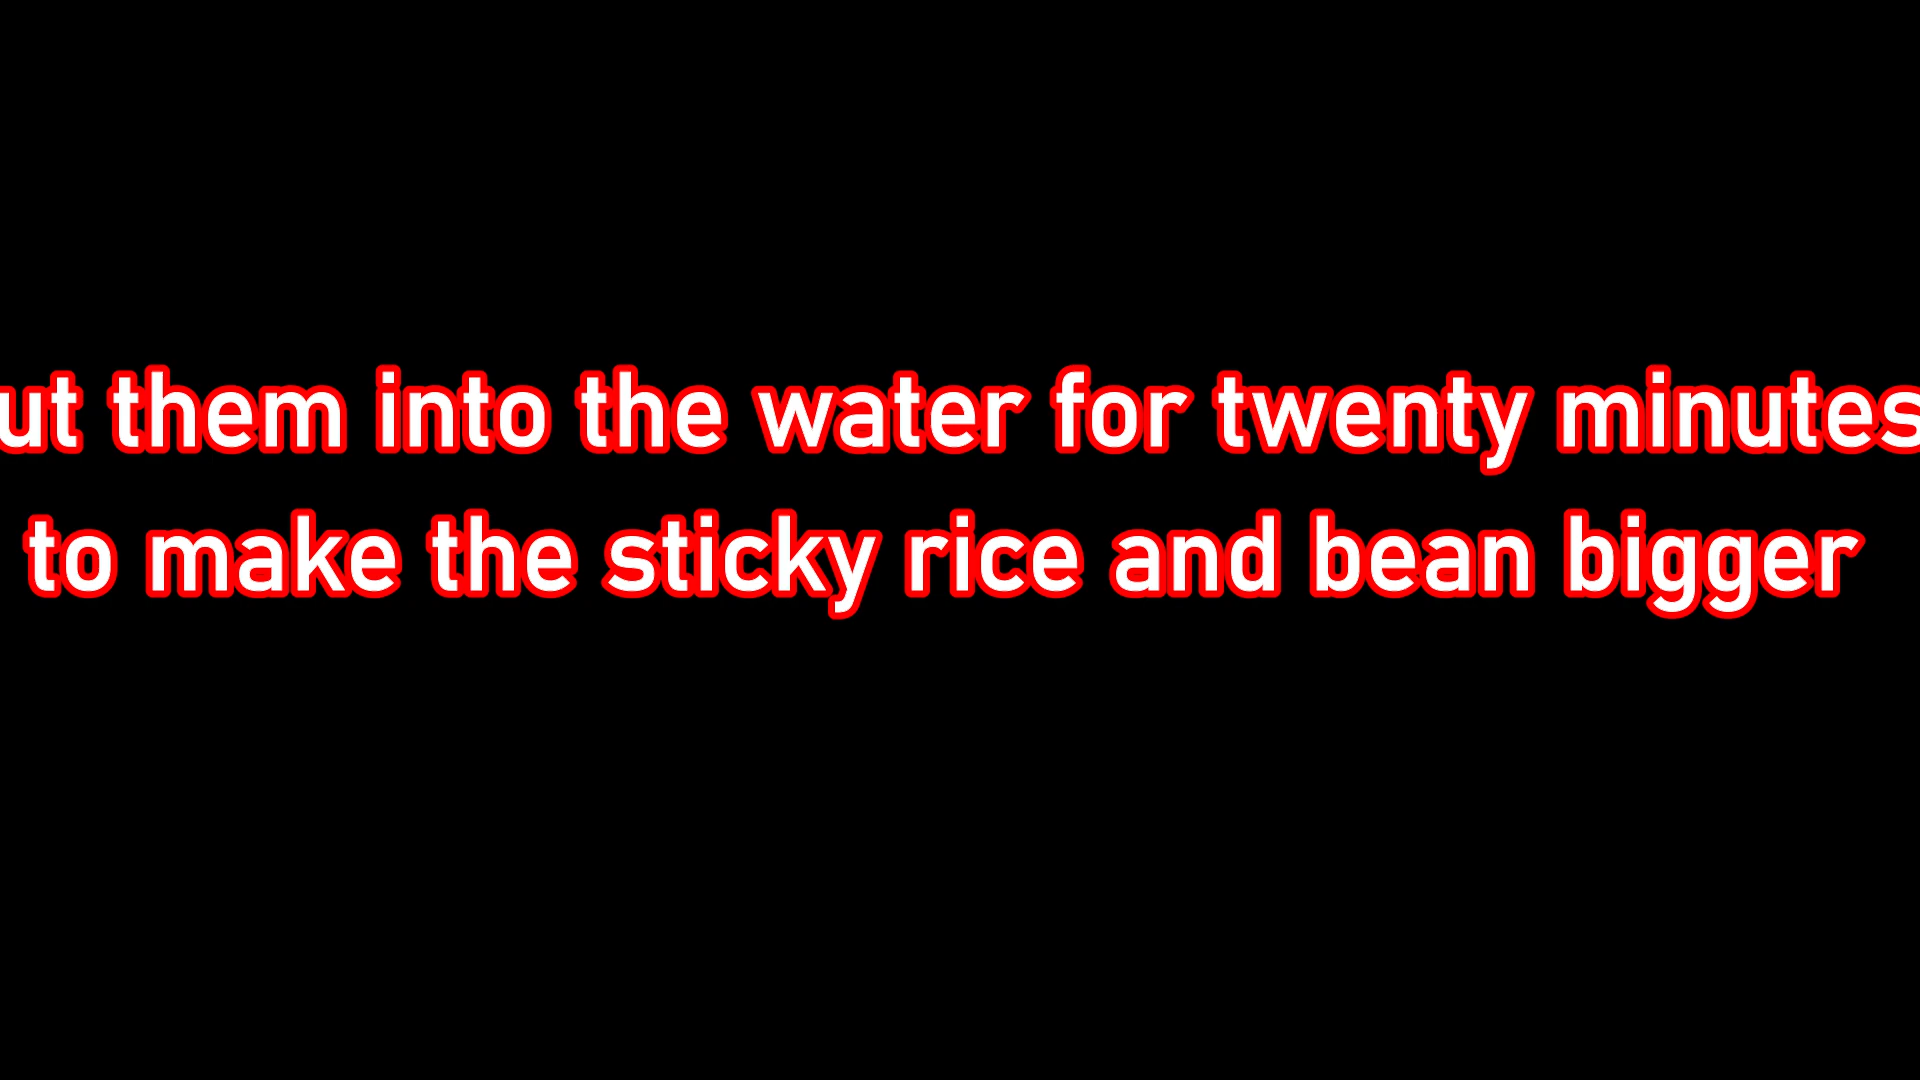 ut them into the water for twenty minutes
to make the sticky rice and bean bigger